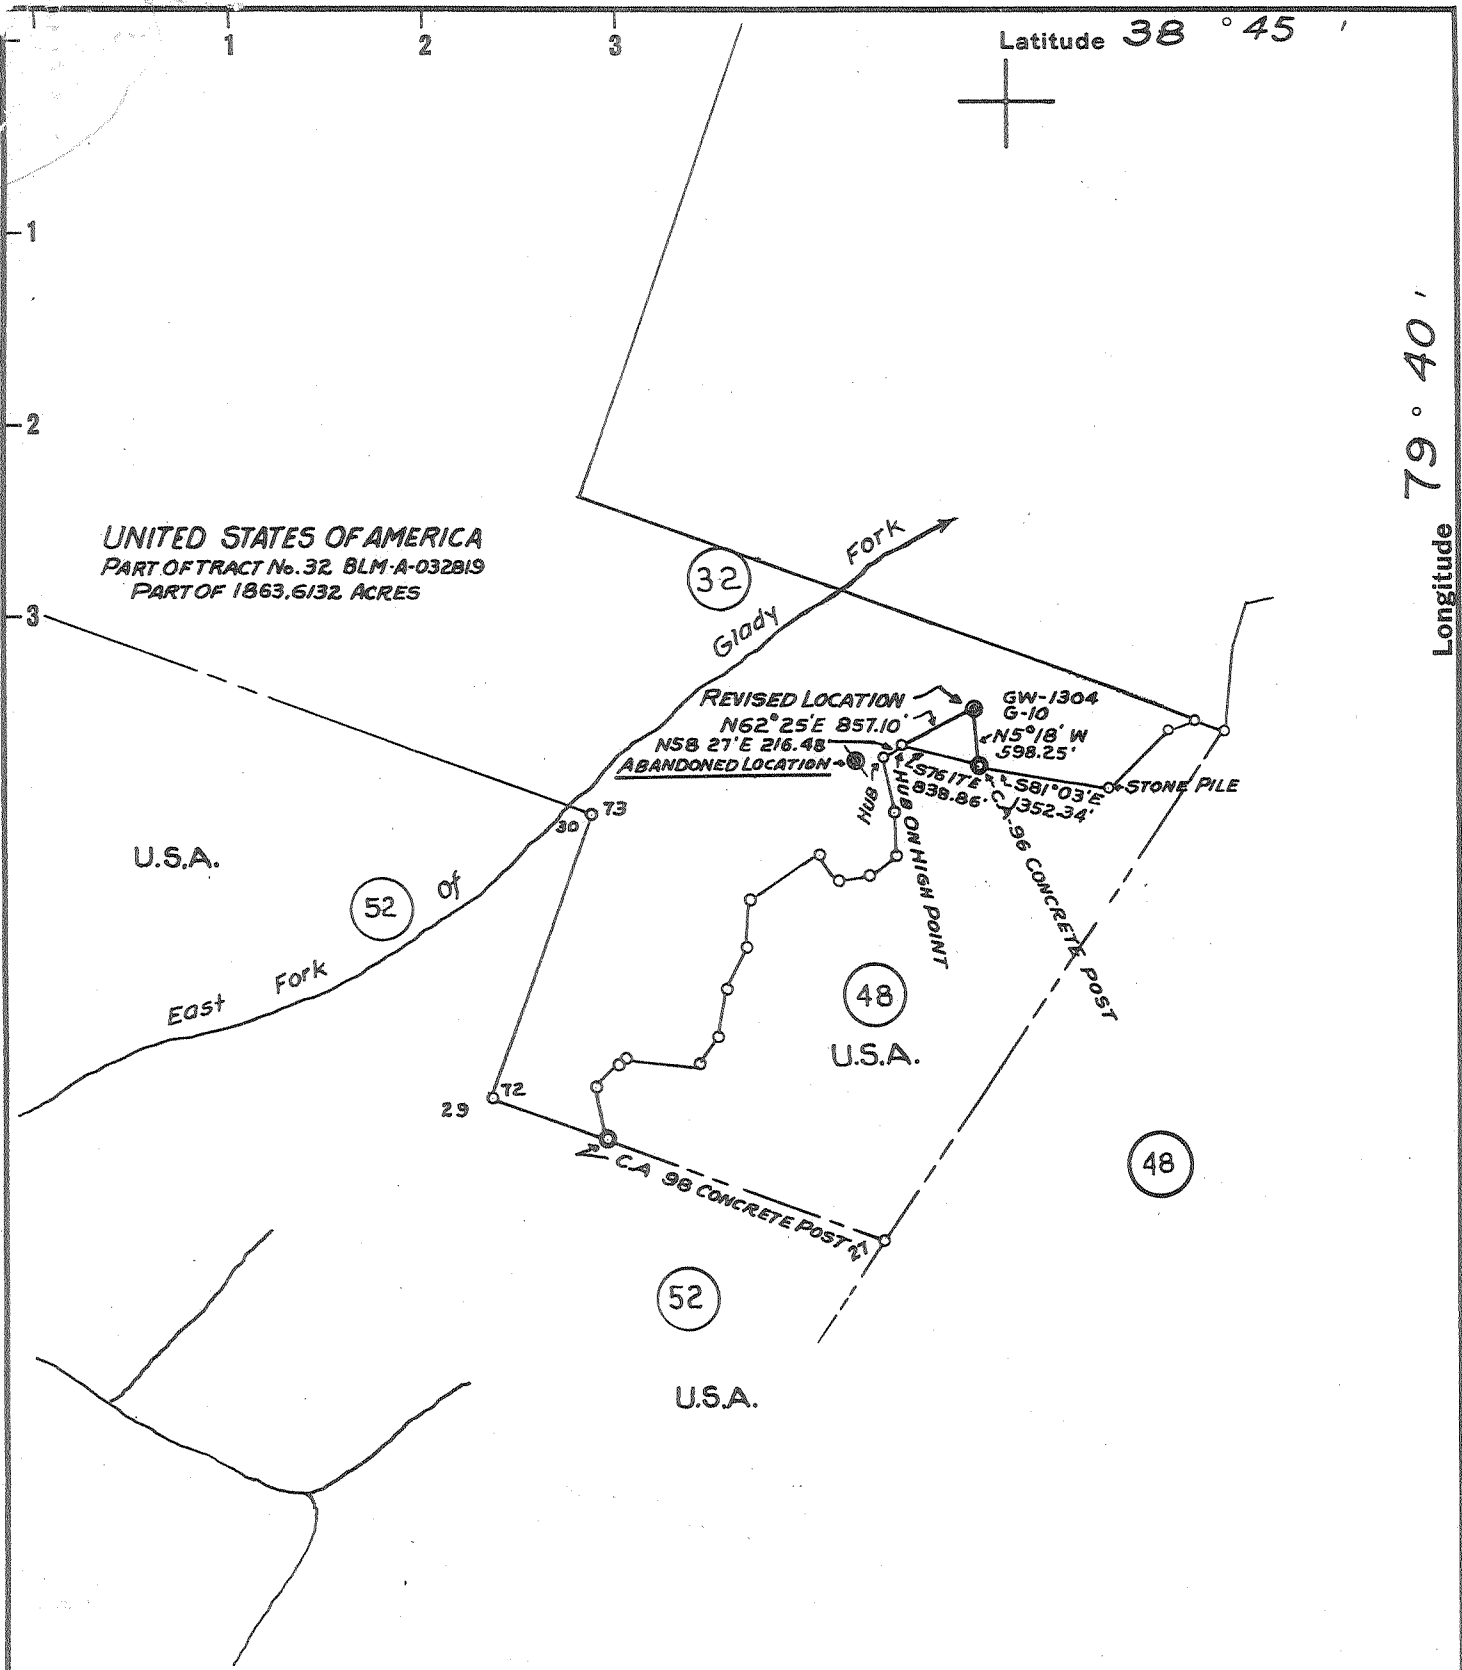 1 2 3
Latitude 38 ° 45 '
1
2
3
Longitude 79 ° 40 '
UNITED STATES OF AMERICA
PART OF TRACT No. 32 BLM-A-032819
PART OF 1863.6132 ACRES
32
Glady Fork
REVISED LOCATION
GW-1304
G-10
N62°25'E 857.10'
N5°18' W
598.25'
N58 27'E 216.48
ABANDONED LOCATION
S76 17'E
838.86'
S81°03'E
1352.34'
STONE PILE
HUB
HUB ON HIGH POINT
C.A-96 CONCRETE POST
73
30
U.S.A.
52
East Fork of
48
U.S.A.
72
29
C.A 98 CONCRETE POST
27
48
52
U.S.A.